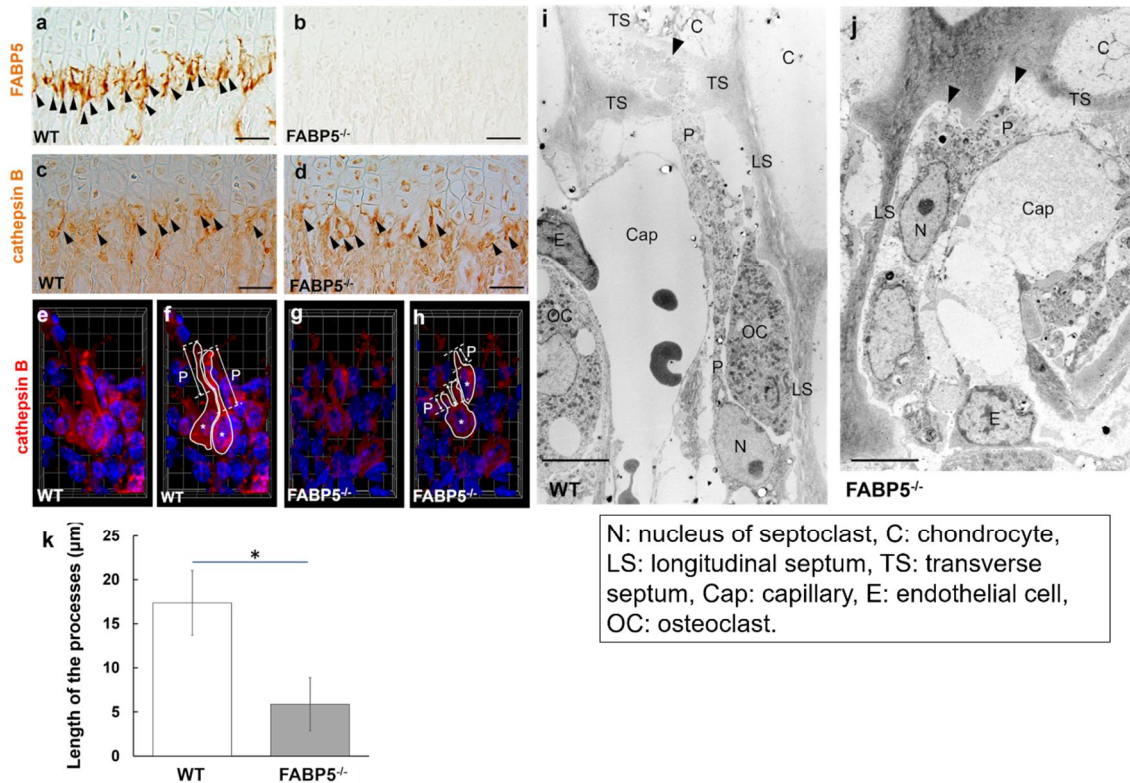 a
FABP5
WT
b
FABP5-/-
c
cathepsin B
WT
d
FABP5-/-
e
cathepsin B
WT
f
P
P
*
*
WT
g
FABP5-/-
h
P
P
*
*
FABP5-/-
i
TS
C
C
TS
TS
P
LS
Cap
E
OC
OC
P
LS
N
WT
j
C
TS
P
LS
N
Cap
E
FABP5-/-
k
Length of the processes (μm)
25
20
15
10
5
0
*
WT
FABP5-/-
N: nucleus of septoclast, C: chondrocyte,
LS: longitudinal septum, TS: transverse
septum, Cap: capillary, E: endothelial cell,
OC: osteoclast.